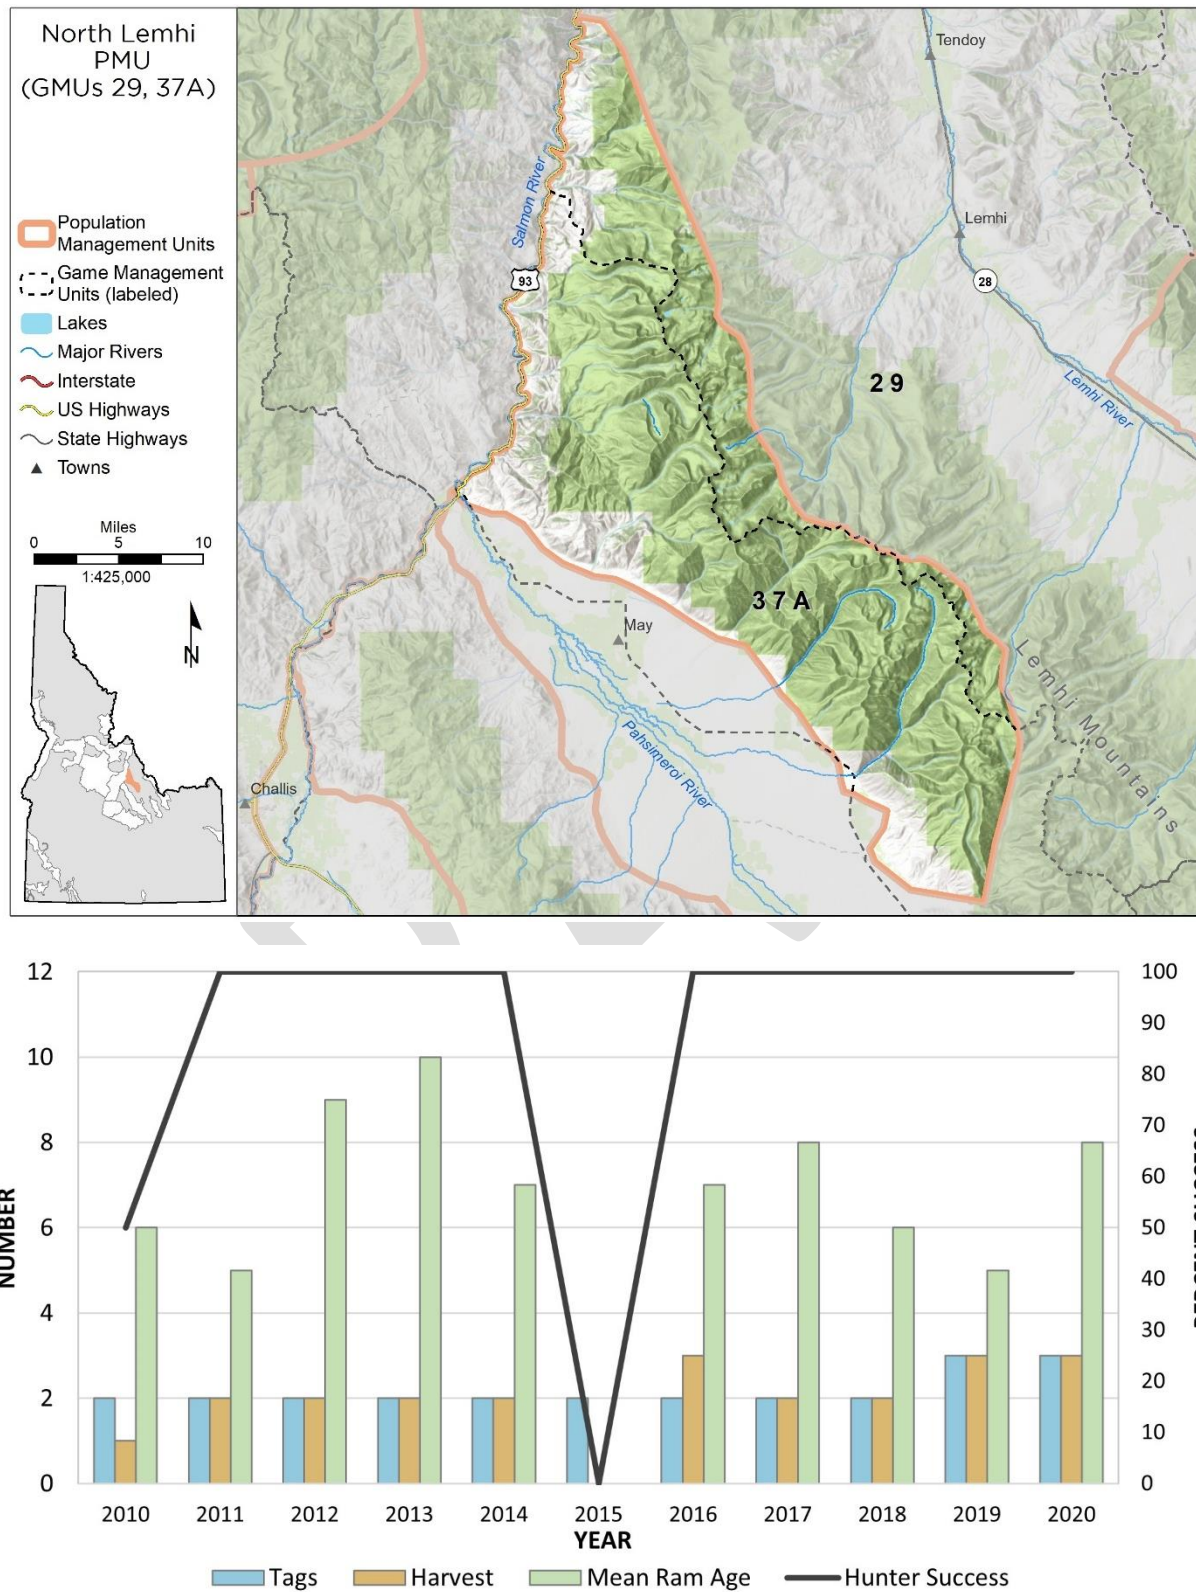 North Lemhi
PMU
(GMUs 29, 37A)
Population
Management Units
Game Management
Units (labeled)
Lakes
Major Rivers
Interstate
US Highways
State Highways
Towns
Miles
0 5 10
1:425,000
N
Tendoy
Salmon River
Lemhi
93
28
29
Lemhi River
37A
May
Lemhi Mountains
Pahsimeroi River
Challis
12
10
8
6
4
2
0
NUMBER
100
90
80
70
60
50
40
30
20
10
0
2010 2011 2012 2013 2014 2015 2016 2017 2018 2019 2020
YEAR
Tags Harvest Mean Ram Age Hunter Success